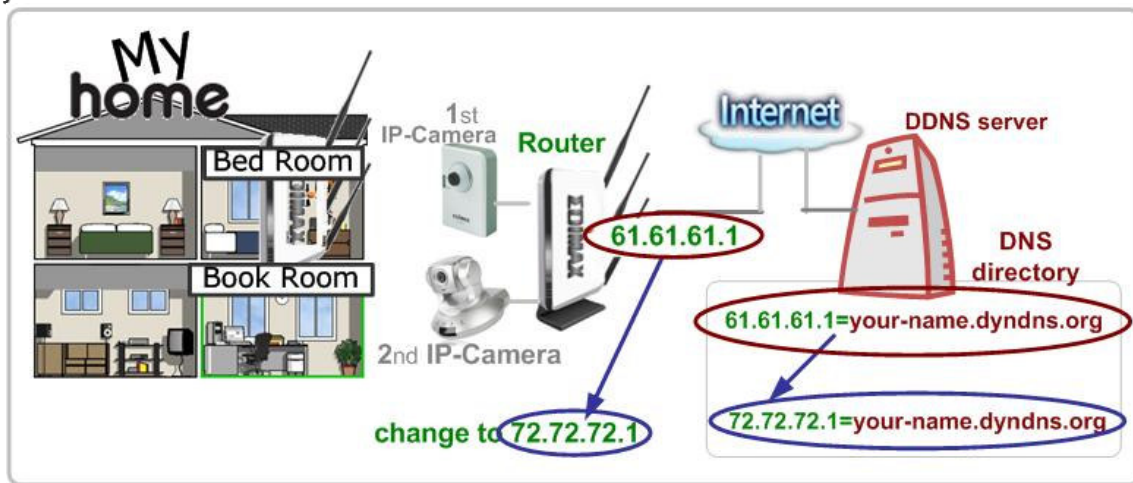 My
home
Bed Room
Book Room
1st
IP-Camera
2nd IP-Camera
Router
EDIMAX
61.61.61.1
change to 72.72.72.1
Internet
DDNS server
DNS
directory
61.61.61.1=your-name.dyndns.org
72.72.72.1=your-name.dyndns.org